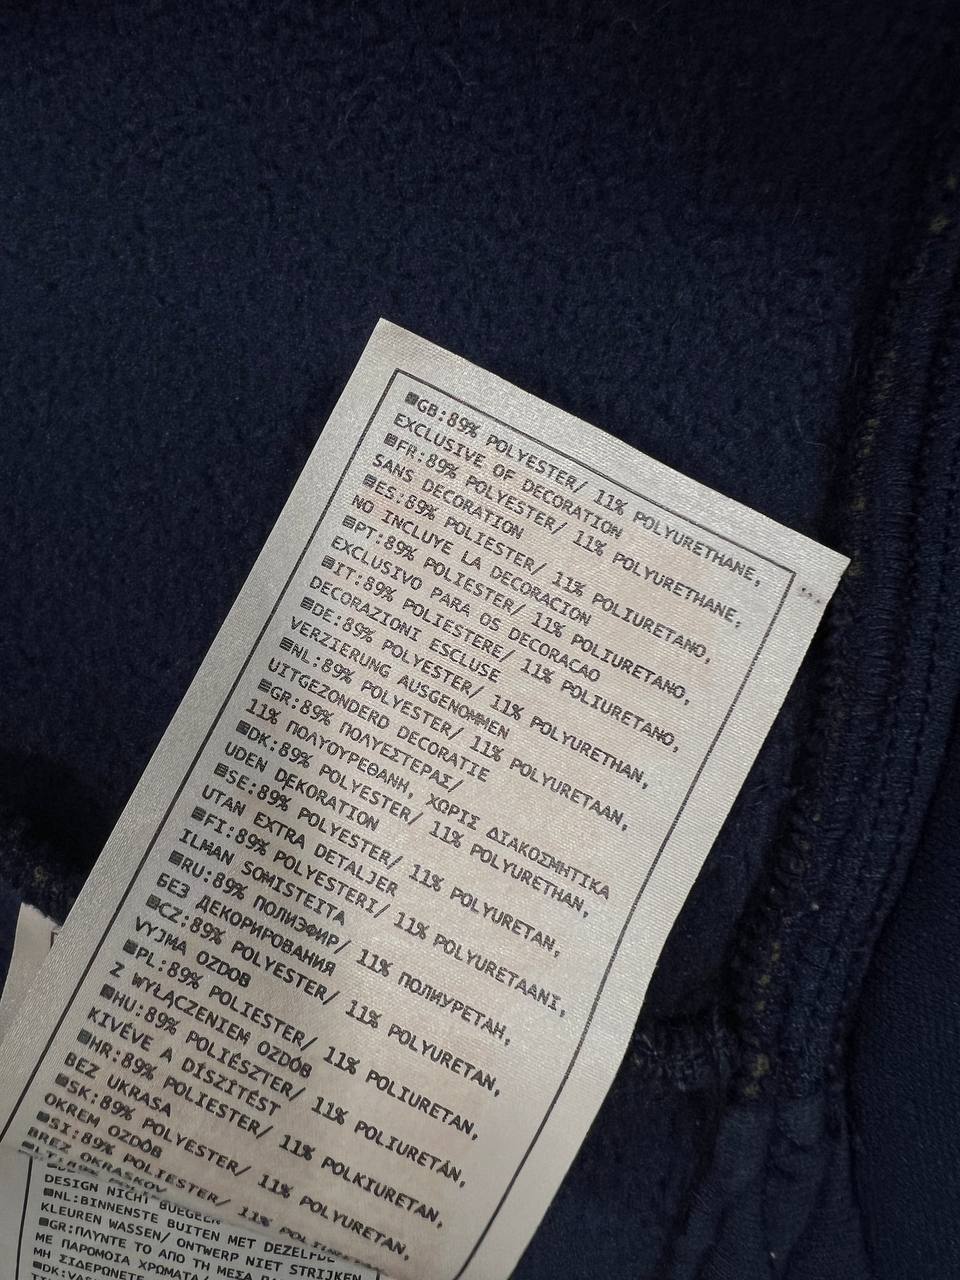 GB:89% POLYESTER/ 11% POLYURETHANE,
EXCLUSIVE OF DECORATION
FR:89% POLYESTER/ 11% POLYURETHANE,
SANS DECORATION
ES:89% POLIESTER/ 11% POLIURETANO,
NO INCLUYE LA DECORACION
PT:89% POLIESTER/ 11% POLIURETANO,
EXCLUSIVO PARA OS DECORACAO
IT:89% POLIESTERE/ 11% POLIURETANO,
DECORAZIONI ESCLUSE
DE:89% POLYESTER/ 11% POLYURETHAN,
VERZIERUNG AUSGENOMMEN
NL:89% POLYESTER/ 11% POLYURETAAN,
UITGEZONDERD DECORATIE
GR:89% ΠΟΛΥΕΣΤΕΡΑΣ/
11% ΠΟΛΥΟΥΡΕΘΑΝΗ, ΧΩΡΙΣ ΔΙΑΚΟΣΜΗΤΙΚΑ
DK:89% POLYESTER/ 11% POLYURETHAN,
UDEN DEKORATION
SE:89% POLYESTER/ 11% POLYURETAN,
UTAN EXTRA DETALJER
FI:89% POLYESTERI/ 11% POLYURETAANI,
ILMAN SOMISTEITA
RU:89% ПОЛИЭФИР/ 11% ПОЛИУРЕТАН,
БЕЗ ДЕКОРИРОВАНИЯ
CZ:89% POLYESTER/ 11% POLYURETAN,
VYJMA OZDOB
PL:89% POLIESTER/ 11% POLIURETAN,
Z WYŁĄCZENIEM OZDÓB
HU:89% POLIÉSZTER/ 11% POLIURETÁN,
KIVÉVE A DÍSZÍTÉST
HR:89% POLIESTER/ 11% POLKIURETAN,
BEZ UKRASA
SK:89% POLYESTER/ 11% POLYURETAN,
OKREM OZDÔB
SI:89% POLIESTER/ 11%
BREZ OKRASKOV
DESIGN NICHT BUEGELN
NL:BINNENSTE BUITEN MET DEZELFDE
KLEUREN WASSEN/ ONTWERP NIET STRIJKEN
GR:ΠΛΥΝΤΕ ΤΟ ΑΠΟ ΤΗ ΜΕΣΑ
ΜΕ ΠΑΡΟΜΟΙΑ ΧΡΩΜΑΤΑ/
ΜΗ ΣΙΔΕΡΩΝΕΤΕ